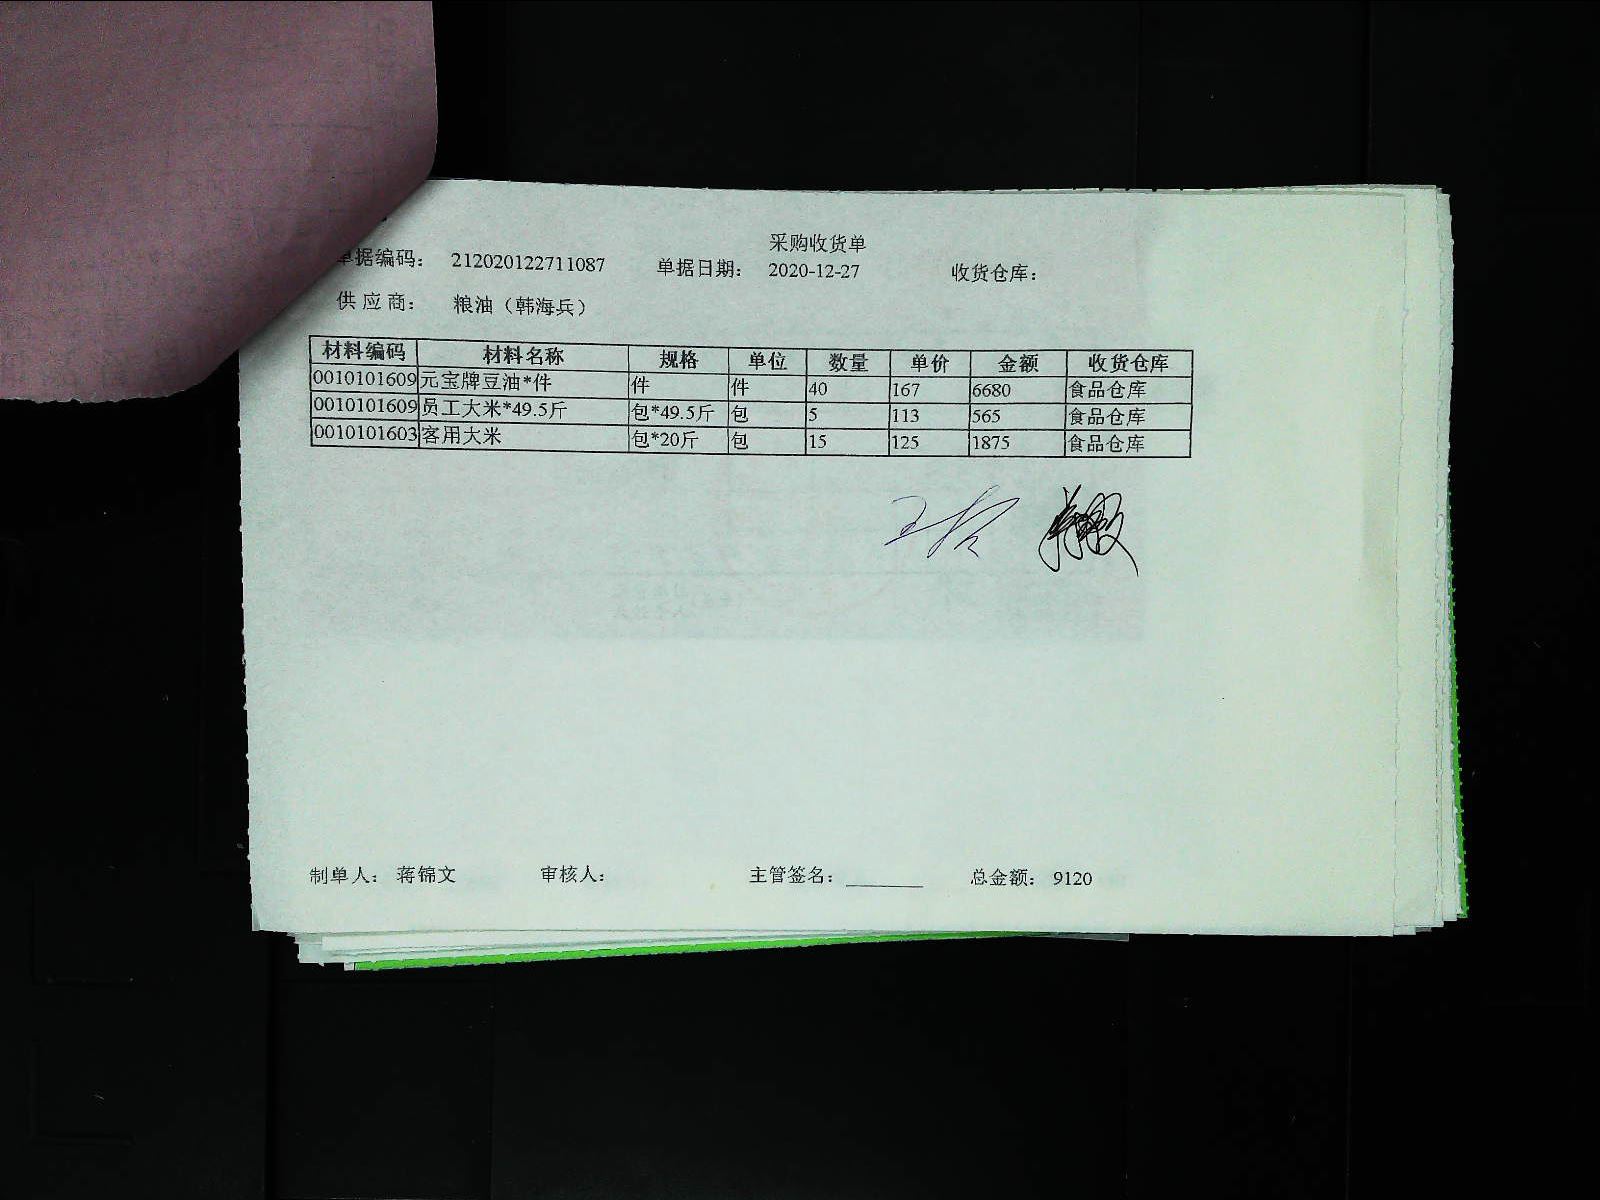 采购收货单
单据编码： 212020122711087 单据日期： 2020-12-27 收货仓库：
供应商： 粮油（韩海兵）
材料编码 材料名称 规格 单位 数量 单价 金额 收货仓库
0010101609 元宝牌豆油*件 件 件 40 167 6680 食品仓库
0010101609 员工大米*49.5斤 包*49.5斤 包 5 113 565 食品仓库
0010101603 客用大米 包*20斤 包 15 125 1875 食品仓库
制单人： 蒋锦文 审核人： 主管签名：_______ 总金额： 9120